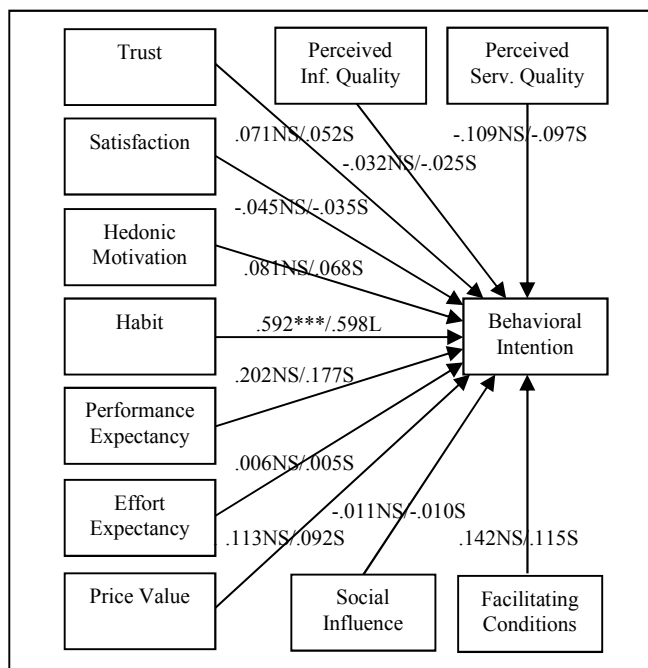 Trust
Perceived
Inf. Quality
Perceived
Serv. Quality
.071NS/.052S
-.109NS/-.097S
Satisfaction
-.032NS/-.025S
-.045NS/-.035S
Hedonic
Motivation
.081NS/.068S
Habit
.592***/.598L
Behavioral
Intention
.202NS/.177S
Performance
Expectancy
.006NS/.005S
Effort
Expectancy
-.011NS/-.010S
.113NS/.092S
.142NS/.115S
Price Value
Social
Influence
Facilitating
Conditions